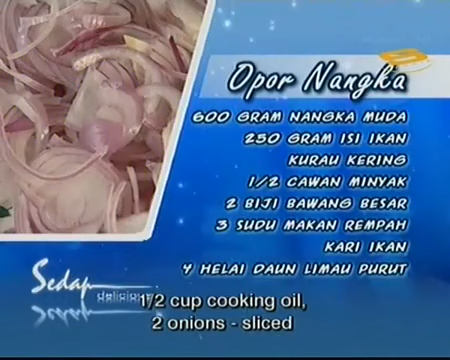 Opor Nangka
600 GRAM NANGKA MUDA
250 GRAM ISI IKAN
KURAU KERING
1/2 CAWAN MINYAK
2 BIJI BAWANG BESAR
3 SUDU MAKAN REMPAH
KARI IKAN
4 HELAI DAUN LIMAU PURUT
Sedap
1/2 cup cooking oil,
2 onions - sliced